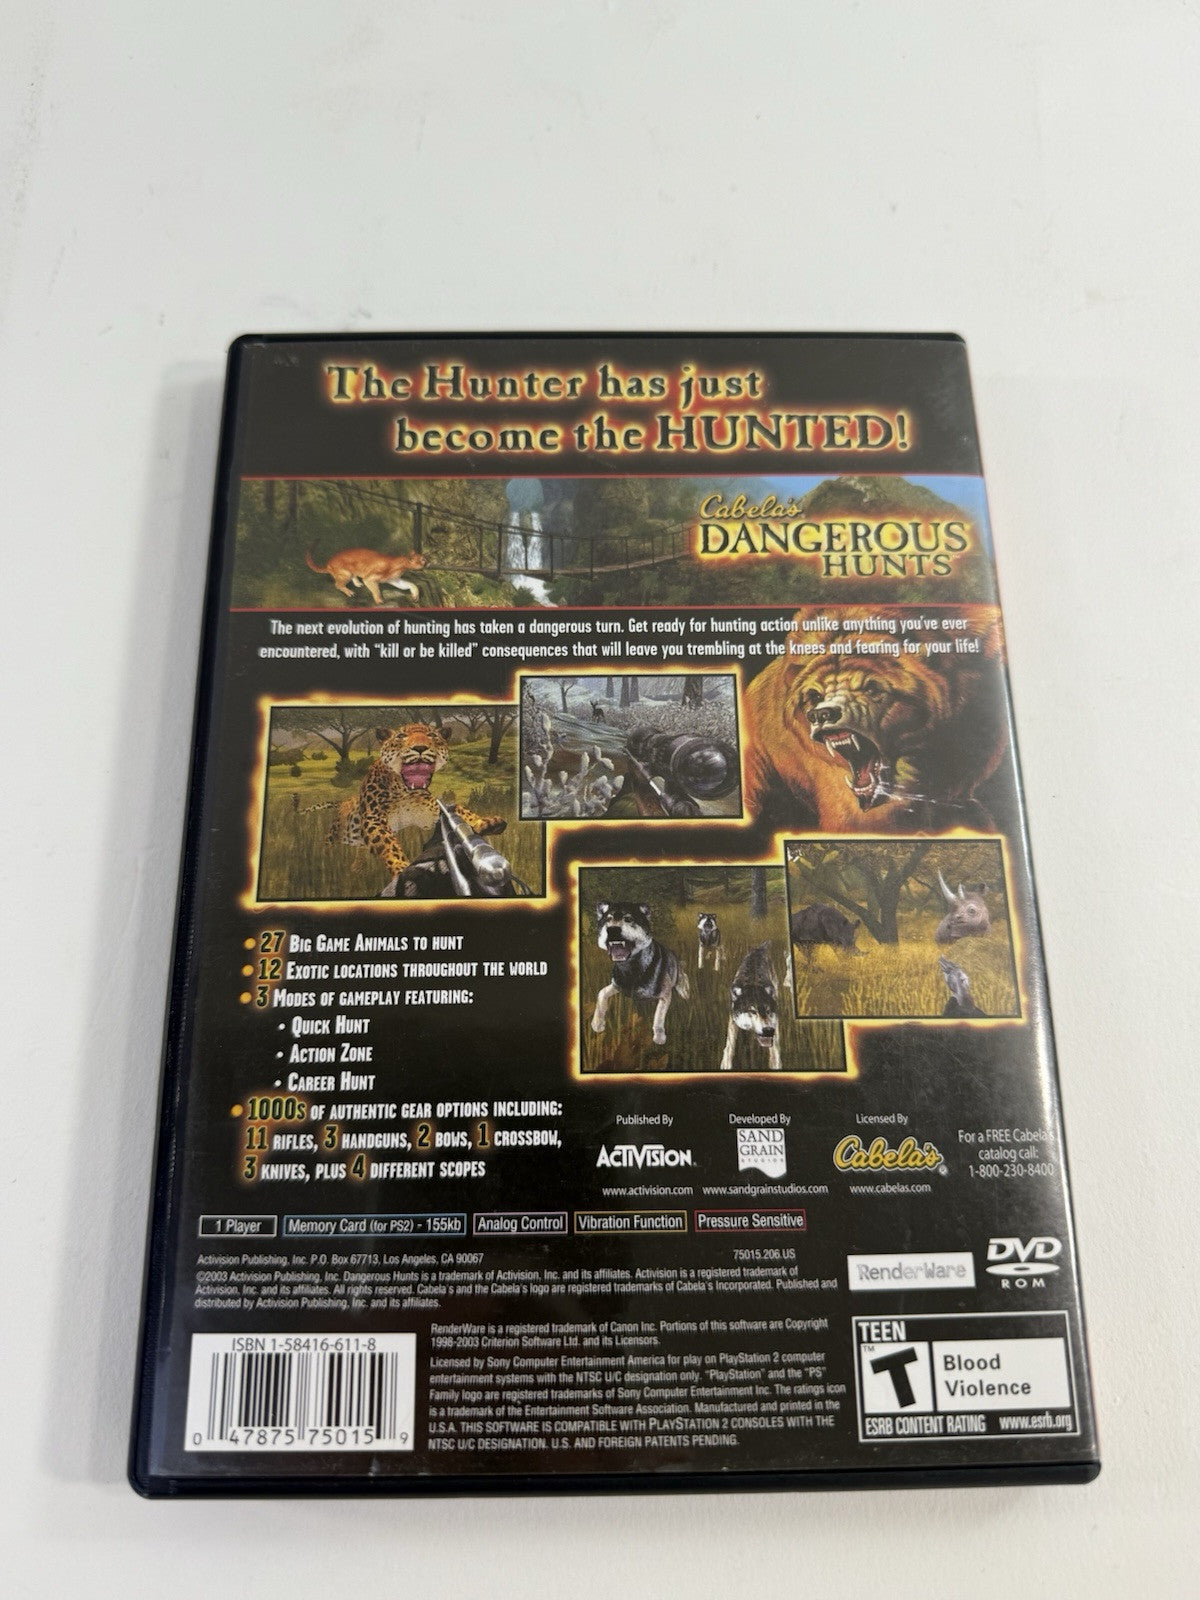 The Hunter has just
become the HUNTED!
Cabela's
DANGEROUS
HUNTS™
The next evolution of hunting has taken a dangerous turn. Get ready for hunting action unlike anything you've ever
encountered, with "kill or be killed" consequences that will leave you trembling at the knees and fearing for your life!
• 27 BIG GAME ANIMALS TO HUNT
• 12 EXOTIC LOCATIONS THROUGHOUT THE WORLD
• 3 MODES OF GAMEPLAY FEATURING:
• QUICK HUNT
• ACTION ZONE
• CAREER HUNT
• 1000s OF AUTHENTIC GEAR OPTIONS INCLUDING:
11 RIFLES, 3 HANDGUNS, 2 BOWS, 1 CROSSBOW,
3 KNIVES, PLUS 4 DIFFERENT SCOPES
Published By
ACTIVISION.
www.activision.com
Developed By
SAND
GRAIN
STUDIOS
www.sandgrainstudios.com
Licensed By
Cabela's®
www.cabelas.com
For a FREE Cabela's
catalog call:
1-800-230-8400
1 Player
Memory Card (for PS2) - 155kb
Analog Control
Vibration Function
Pressure Sensitive
Activision Publishing, Inc. P.O. Box 67713, Los Angeles, CA 90067
75015.206.US
©2003 Activision Publishing, Inc. Dangerous Hunts is a trademark of Activision, Inc. and its affiliates. Activision is a registered trademark of
Activision, Inc. and its affiliates. All rights reserved. Cabela's and the Cabela's logo are registered trademarks of Cabela's Incorporated. Published and
distributed by Activision Publishing, Inc. and its affiliates.
RenderWare
DVD
ROM
ISBN 1-58416-611-8
0 47875 75015 9
RenderWare is a registered trademark of Canon Inc. Portions of this software are Copyright
1998-2003 Criterion Software Ltd. and its Licensors.
Licensed by Sony Computer Entertainment America for play on PlayStation 2 computer
entertainment systems with the NTSC U/C designation only. "PlayStation" and the "PS"
Family logo are registered trademarks of Sony Computer Entertainment Inc. The ratings icon
is a trademark of the Entertainment Software Association. Manufactured and printed in the
U.S.A. THIS SOFTWARE IS COMPATIBLE WITH PLAYSTATION 2 CONSOLES WITH THE
NTSC U/C DESIGNATION. U.S. AND FOREIGN PATENTS PENDING.
TEEN
T™
Blood
Violence
ESRB CONTENT RATING
www.esrb.org